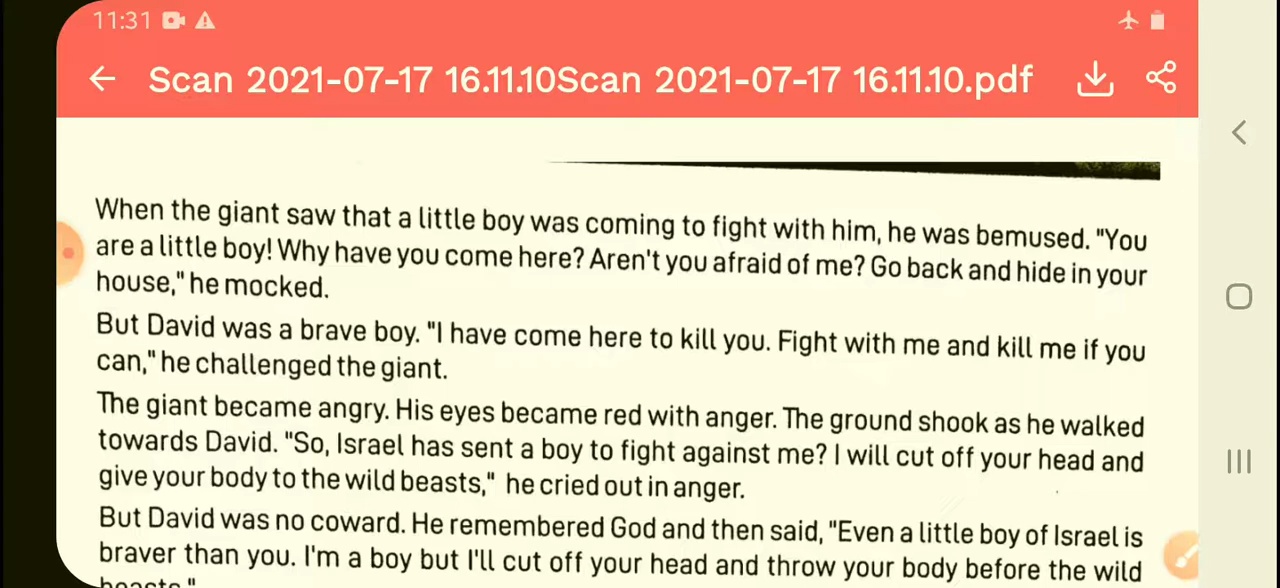 11:31
Scan 2021-07-17 16.11.10Scan 2021-07-17 16.11.10.pdf
When the giant saw that a little boy was coming to fight with him, he was bemused. "You
are a little boy! Why have you come here? Aren't you afraid of me? Go back and hide in your
house," he mocked.
But David was a brave boy. "I have come here to kill you. Fight with me and kill me if you
can," he challenged the giant.
The giant became angry. His eyes became red with anger. The ground shook as he walked
towards David. "So, Israel has sent a boy to fight against me? I will cut off your head and
give your body to the wild beasts," he cried out in anger.
But David was no coward. He remembered God and then said, "Even a little boy of Israel is
braver than you. I'm a boy but I'll cut off your head and throw your body before the wild
beasts."